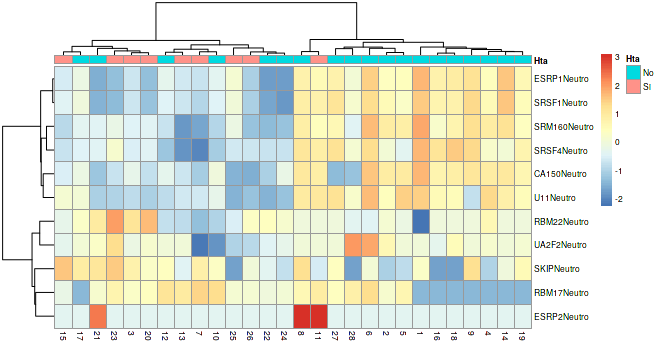 Hta
Hta
No
SI
3
2
1
0
-1
-2
ESRP1Neutro
SRSF1Neutro
SRM160Neutro
SRSF4Neutro
CA150Neutro
U11Neutro
RBM22Neutro
UA2F2Neutro
SKIPNeutro
RBM17Neutro
ESRP2Neutro
15 17 21 23 3 20 12 13 7 10 25 26 22 24 8 11 27 28 6 2 5 1 16 18 9 4 14 19